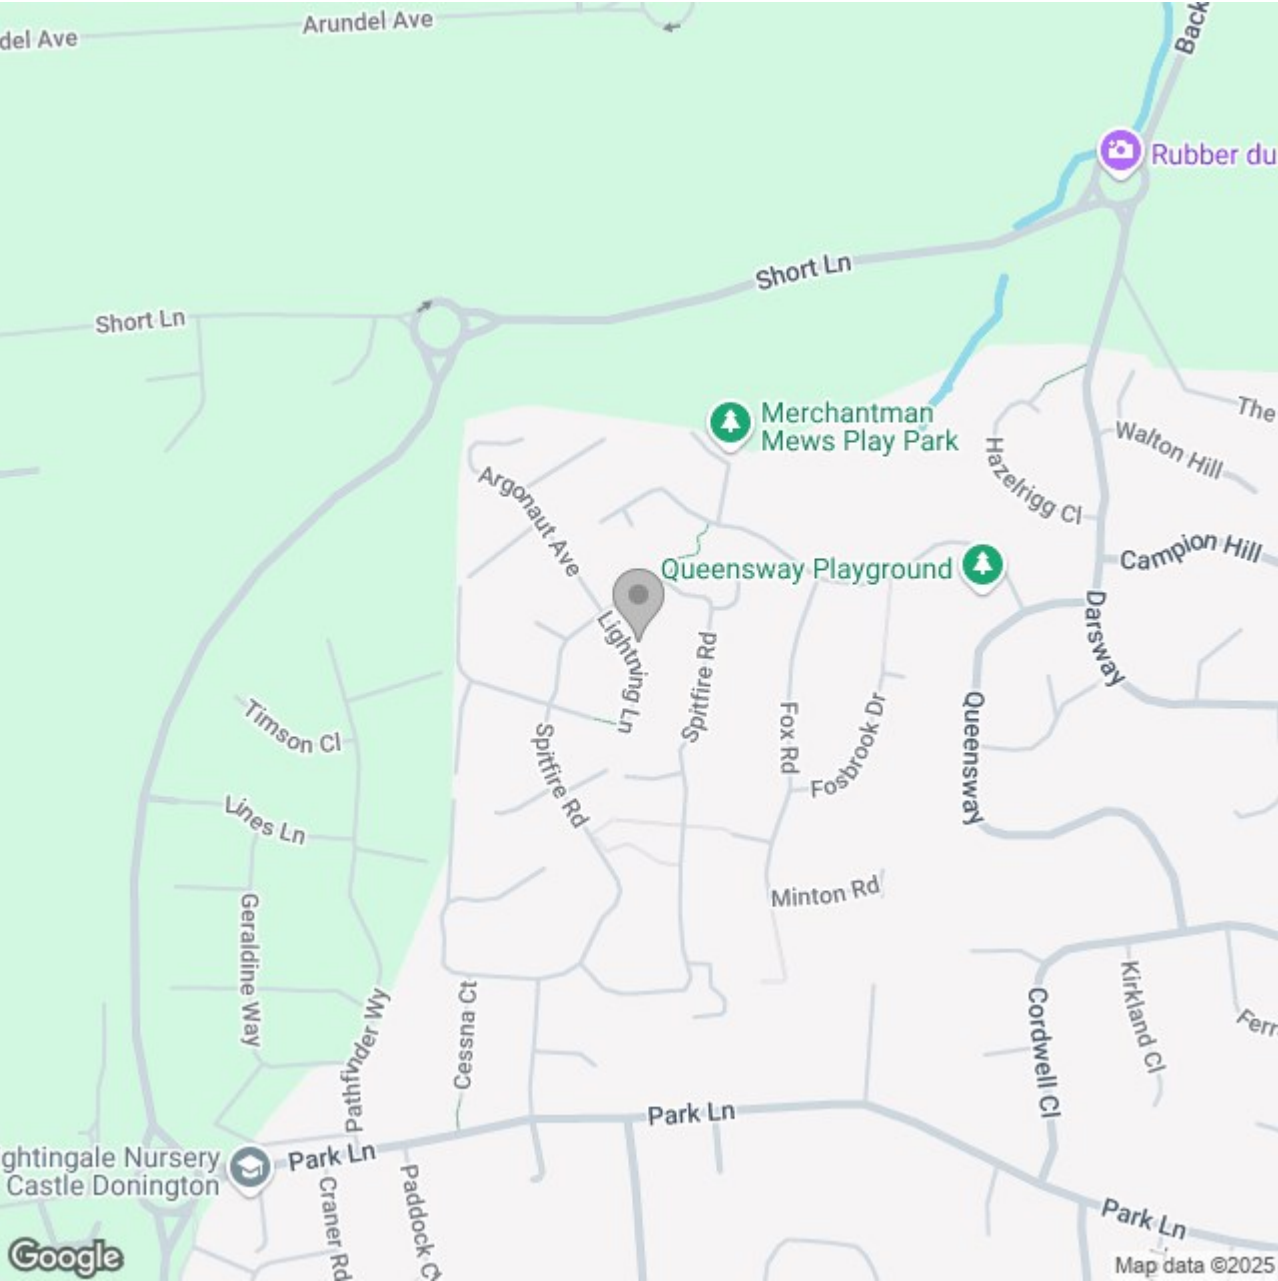 del Ave
Arundel Ave
Back
Rubber du
Short Ln
Short Ln
Merchantman
Mews Play Park
The
Walton Hill
Hazelrigg Cl
Argonaut Ave
Campion Hill
Queensway Playground
Darsway
Lightning Ln
Spitfire Rd
Timson Cl
Queensway
Fox Rd
Fosbrook Dr
Spitfire Rd
Lines Ln
Minton Rd
Geraldine Way
Pathfinder Wy
Cessna Ct
Kirkland Cl
Cordwell Cl
Ferr
Park Ln
ghtingale Nursery
Castle Donington
Park Ln
Craner Rd
Paddock C
Park Ln
Google
Map data ©2025